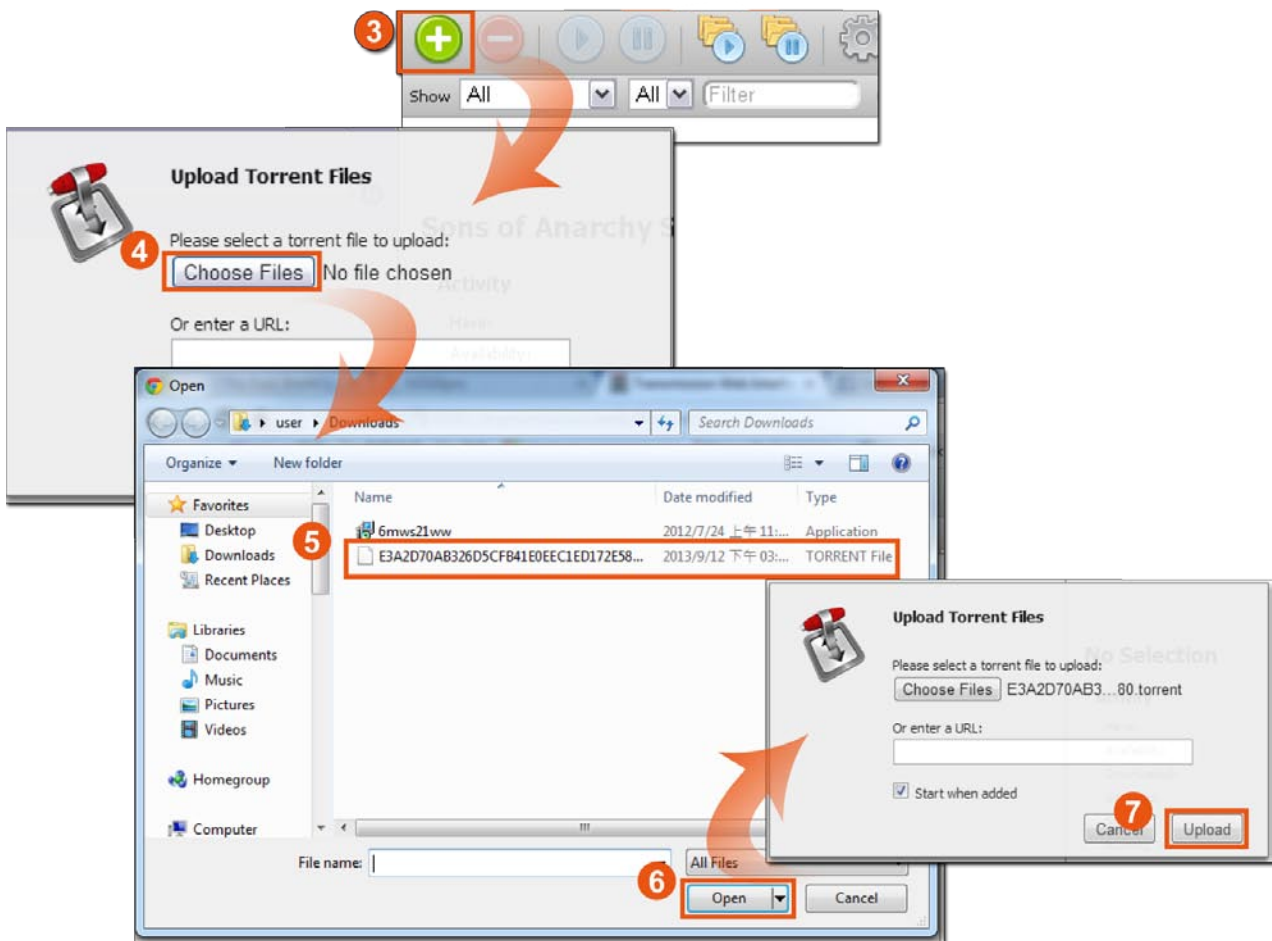 3
Show All All Filter
Upload Torrent Files
Sons of Anarchy S
4
Please select a torrent file to upload:
Choose Files No file chosen
Activity
Or enter a URL:
Have:
Availability:
Open
user Downloads
Search Downloads
Organize New folder
Name Date modified Type
Favorites
Desktop
Downloads
Recent Places
Libraries
Documents
Music
Pictures
Videos
Homegroup
Computer
6mws21ww 2012/7/24 上午 11:... Application
5
E3A2D70AB326D5CFB41E0EEC1ED172E58... 2013/9/12 下午 03:... TORRENT File
File name:
All Files
6
Open Cancel
Upload Torrent Files
No Selection
Please select a torrent file to upload:
Choose Files E3A2D70AB3...80.torrent
Activity
Or enter a URL:
Start when added
7
Cancel Upload